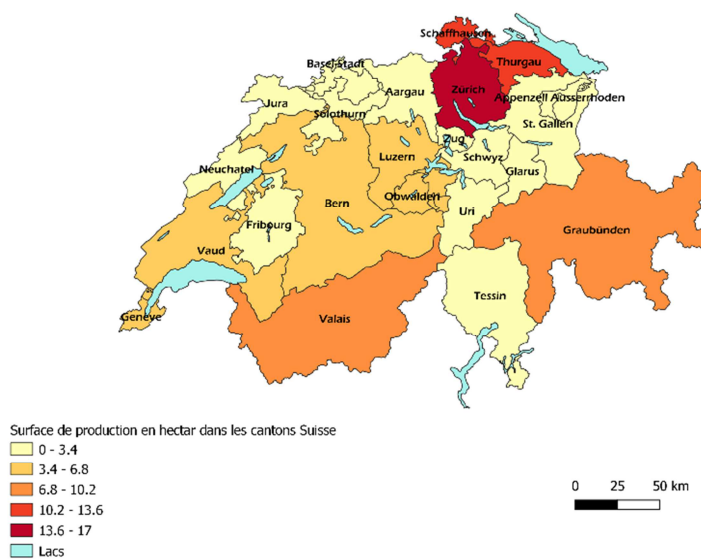 Schaffhausen
Basel-Stadt
Thurgau
Aargau
Zürich
Jura
Appenzell Ausserrhoden
Solothurn
St. Gallen
Zug
Luzern
Schwyz
Neuchatel
Glarus
Obwalden
Bern
Uri
Fribourg
Graubünden
Vaud
Tessin
Genève
Valais
Surface de production en hectar dans les cantons Suisse
0 - 3.4
3.4 - 6.8
6.8 - 10.2
10.2 - 13.6
13.6 - 17
Lacs
0 25 50 km